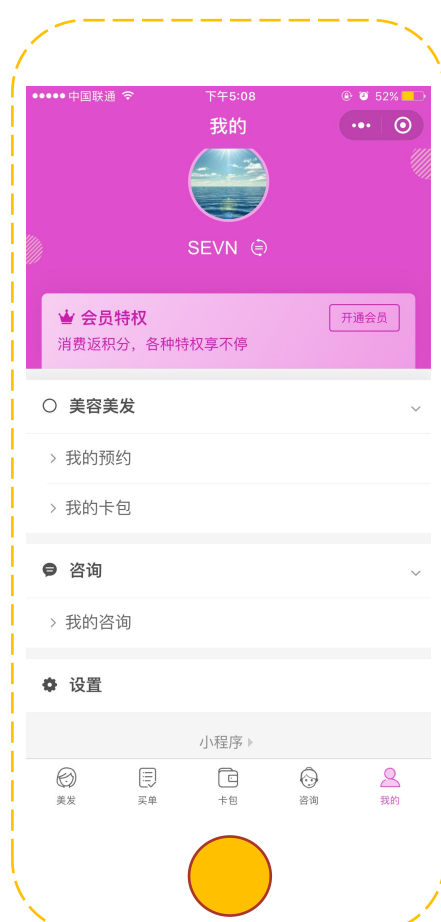 中国联通 下午5:08 52%
我的
SEVN
会员特权
开通会员
消费返积分，各种特权享不停
美容美发
我的预约
我的卡包
咨询
我的咨询
设置
小程序
美发 买单 卡包 咨询 我的